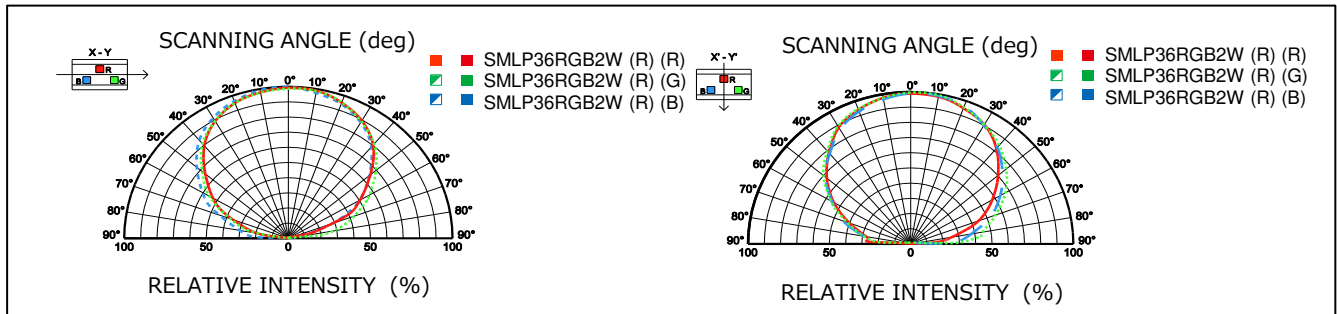 X - Y
R
B
G
SCANNING ANGLE (deg)
SMLP36RGB2W (R) (R)
SMLP36RGB2W (R) (G)
SMLP36RGB2W (R) (B)
0°
10°
10°
20°
20°
30°
30°
40°
40°
50°
50°
60°
60°
70°
70°
80°
80°
90°
90°
100
50
0
50
100
RELATIVE INTENSITY (%)
X' - Y'
R
B
G
SCANNING ANGLE (deg)
SMLP36RGB2W (R) (R)
SMLP36RGB2W (R) (G)
SMLP36RGB2W (R) (B)
0°
10°
10°
20°
20°
30°
30°
40°
40°
50°
50°
60°
60°
70°
70°
80°
80°
90°
90°
100
50
0
50
100
RELATIVE INTENSITY (%)